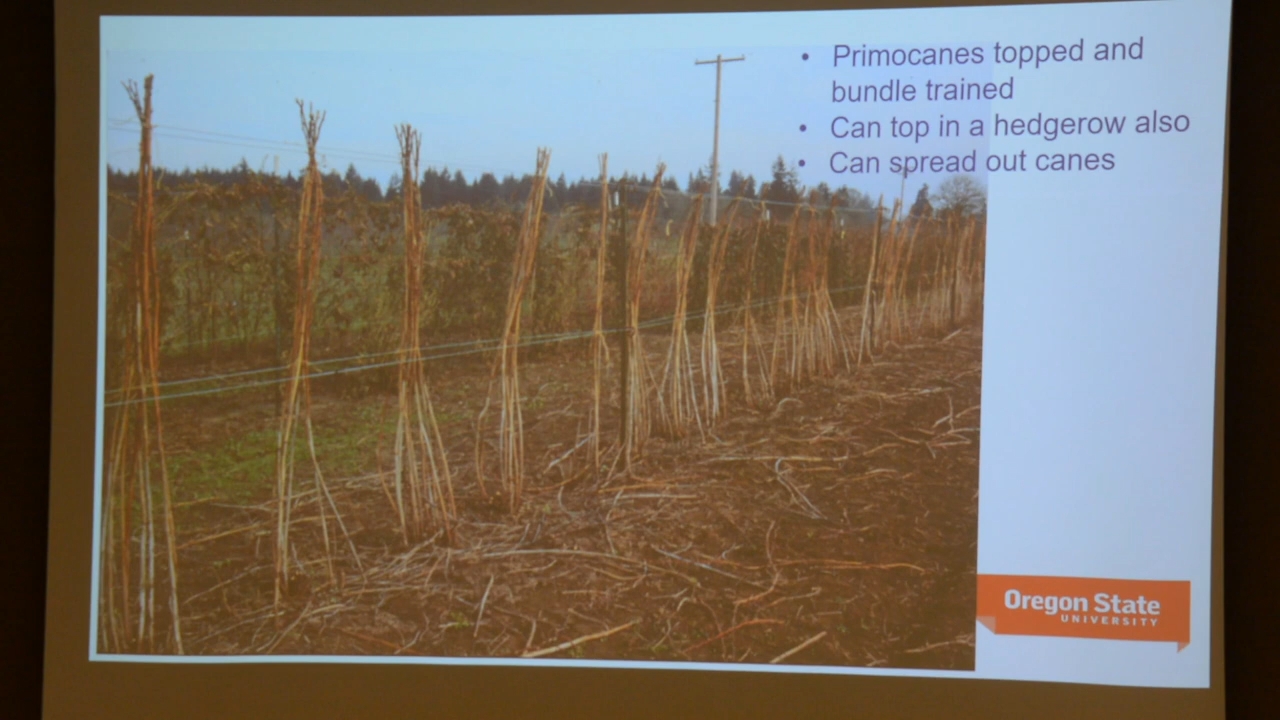 • Primocanes topped and
bundle trained
• Can top in a hedgerow also
• Can spread out canes
Oregon State
UNIVERSITY